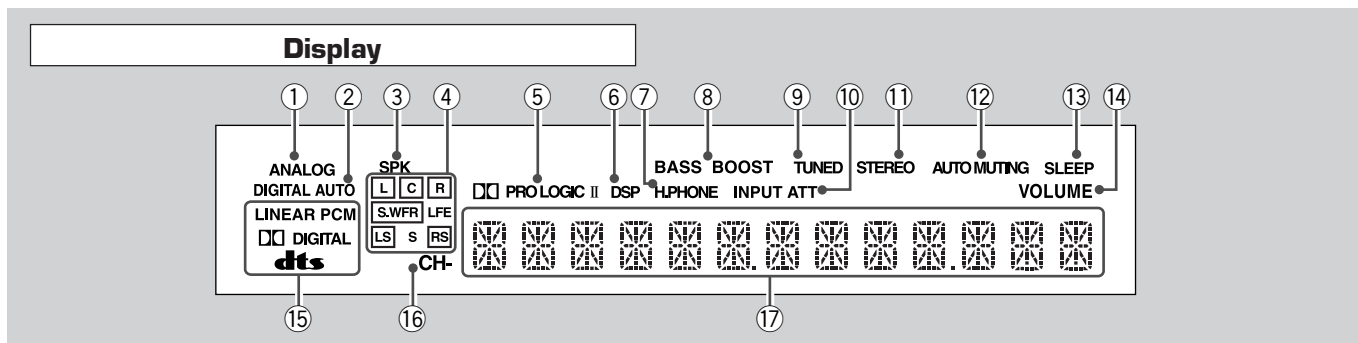 Display
① ② ③ ④ ⑤ ⑥ ⑦ ⑧ ⑨ ⑩ ⑪ ⑫ ⑬ ⑭
ANALOG SPK BASS BOOST TUNED STEREO AUTO MUTING SLEEP
DIGITAL AUTO L C R PRO LOGIC II DSP H.PHONE INPUT ATT VOLUME
LINEAR PCM S.WFR LFE
DIGITAL LS S RS
dts CH-
⑮ ⑯ ⑰